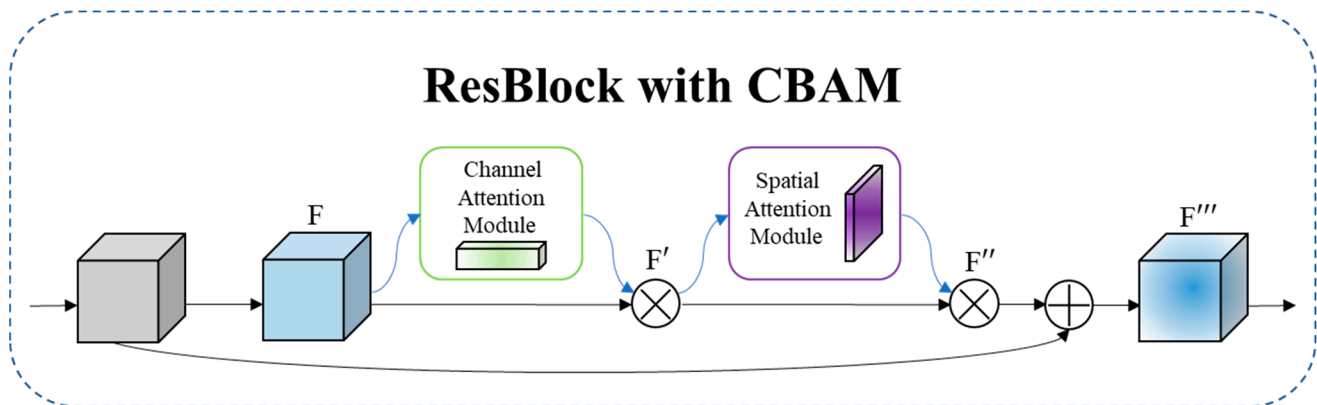 ResBlock with CBAM
Channel
Attention
Module
Spatial
Attention
Module
F
F′
F″
F‴